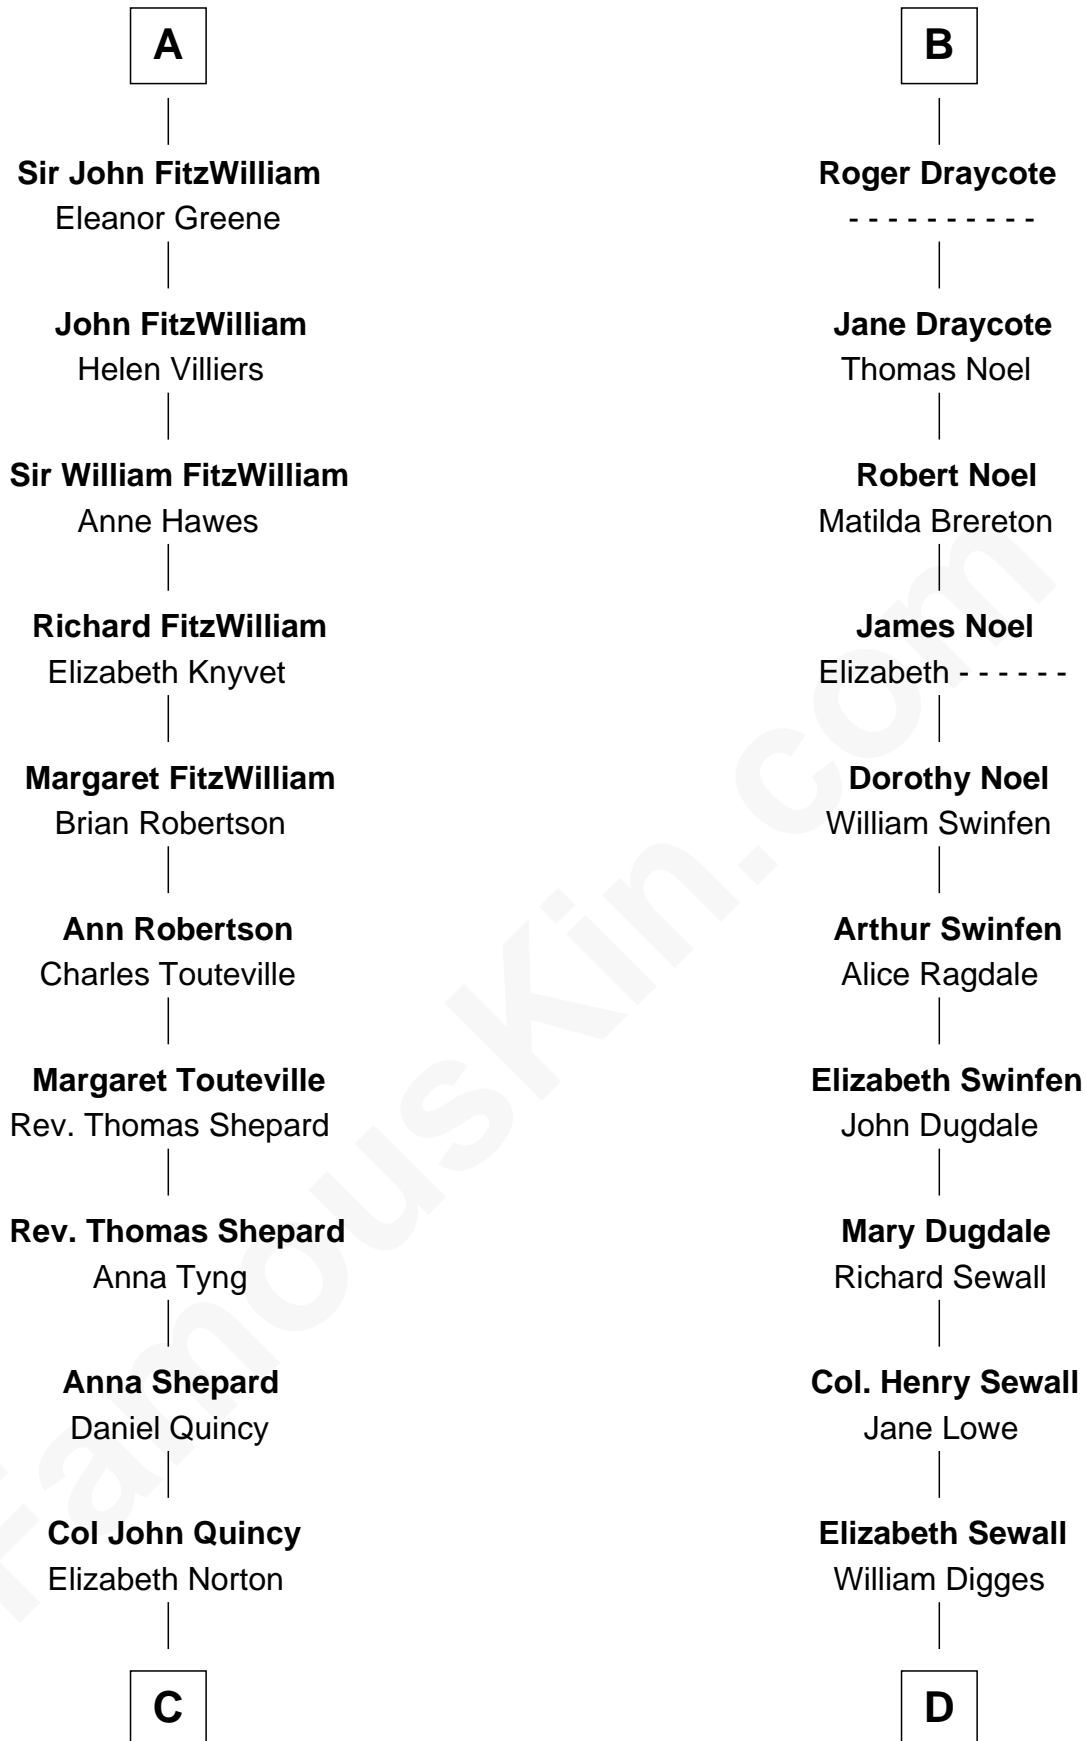 A
Sir John FitzWilliam
Eleanor Greene
John FitzWilliam
Helen Villiers
Sir William FitzWilliam
Anne Hawes
Richard FitzWilliam
Elizabeth Knyvet
Margaret FitzWilliam
Brian Robertson
Ann Robertson
Charles Touteville
Margaret Touteville
Rev. Thomas Shepard
Rev. Thomas Shepard
Anna Tyng
Anna Shepard
Daniel Quincy
Col John Quincy
Elizabeth Norton
C
B
Roger Draycote
- - - - - - - - - -
Jane Draycote
Thomas Noel
Robert Noel
Matilda Brereton
James Noel
Elizabeth - - - - - -
Dorothy Noel
William Swinfen
Arthur Swinfen
Alice Ragdale
Elizabeth Swinfen
John Dugdale
Mary Dugdale
Richard Sewall
Col. Henry Sewall
Jane Lowe
Elizabeth Sewall
William Digges
D
FamousKin.com